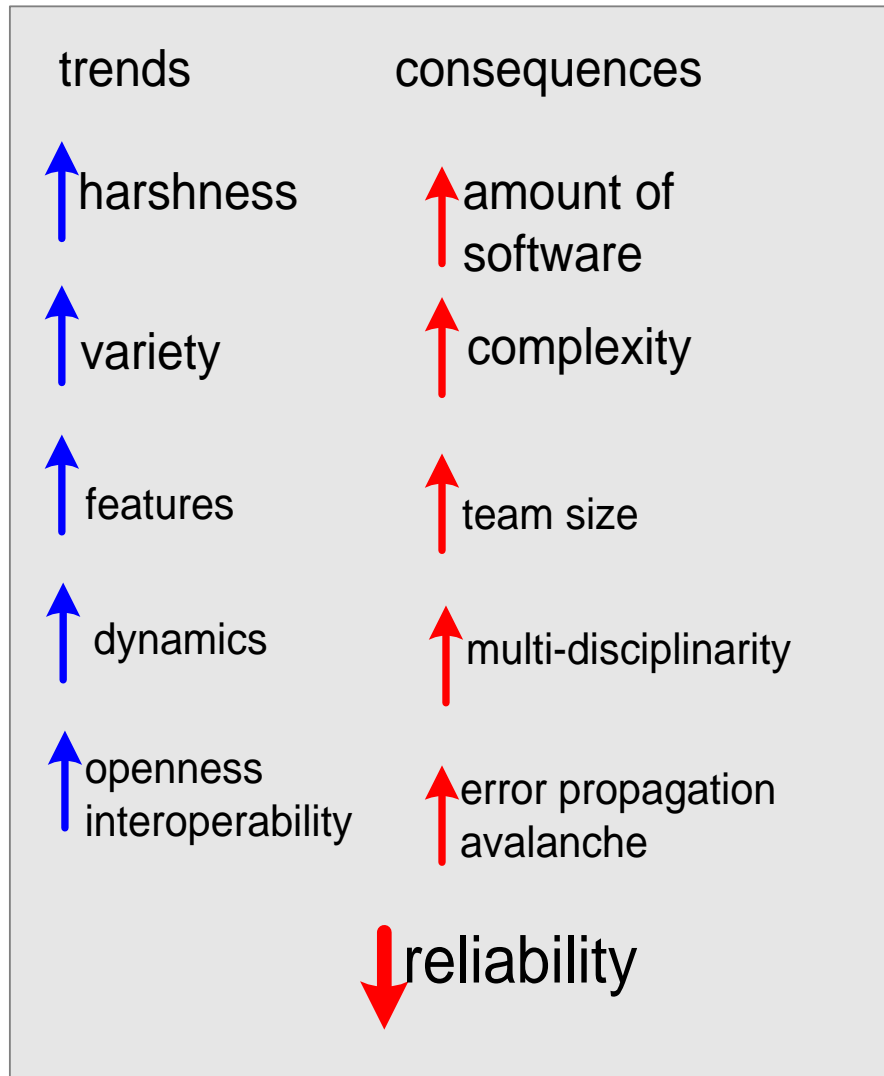 trends
consequences
harshness
amount of
software
variety
complexity
features
team size
dynamics
multi-disciplinarity
openness
interoperability
error propagation
avalanche
reliability